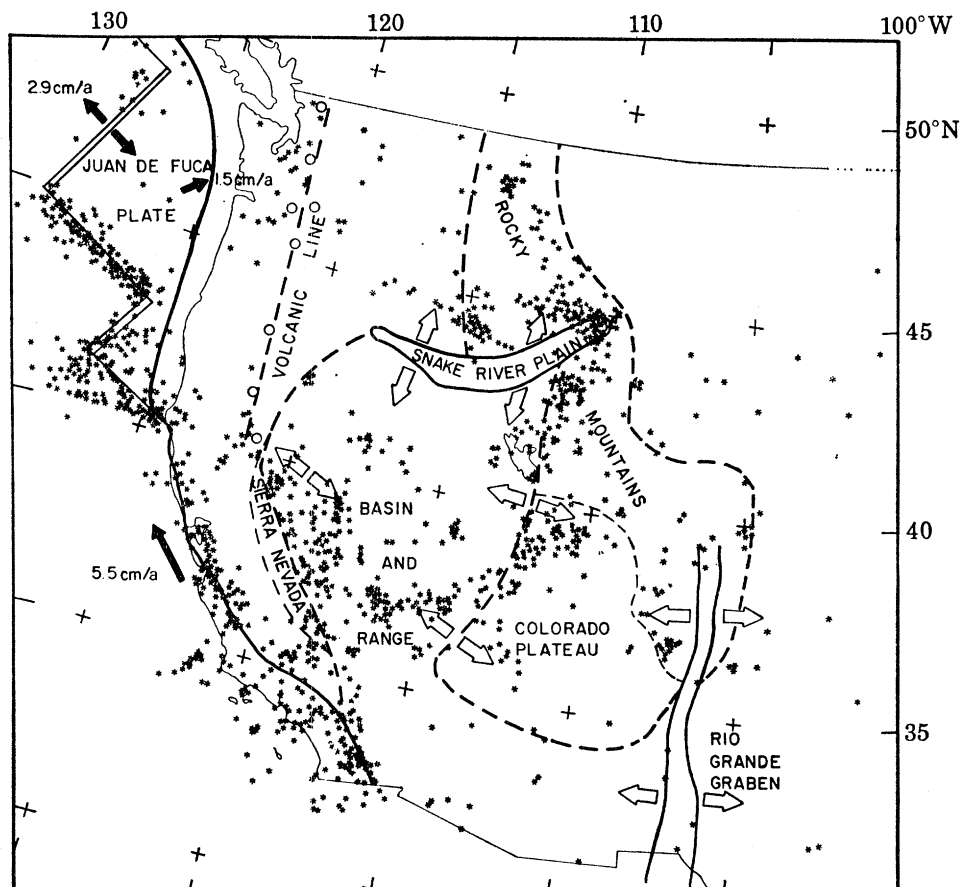 130
120
110
100°W
2.9cm/a
50°N
JUAN DE FUCA
1.5cm/a
PLATE
ROCKY
VOLCANIC LINE
45
SNAKE RIVER PLAIN
MOUNTAINS
SIERRA NEVADA
BASIN
40
AND
5.5cm/a
RANGE
COLORADO
PLATEAU
35
RIO
GRANDE
GRABEN